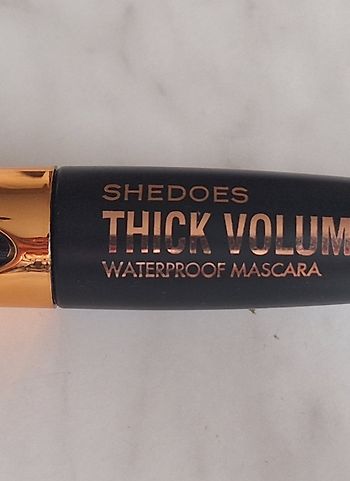 SHEDOES
THICK VOLUM
WATERPROOF MASCARA